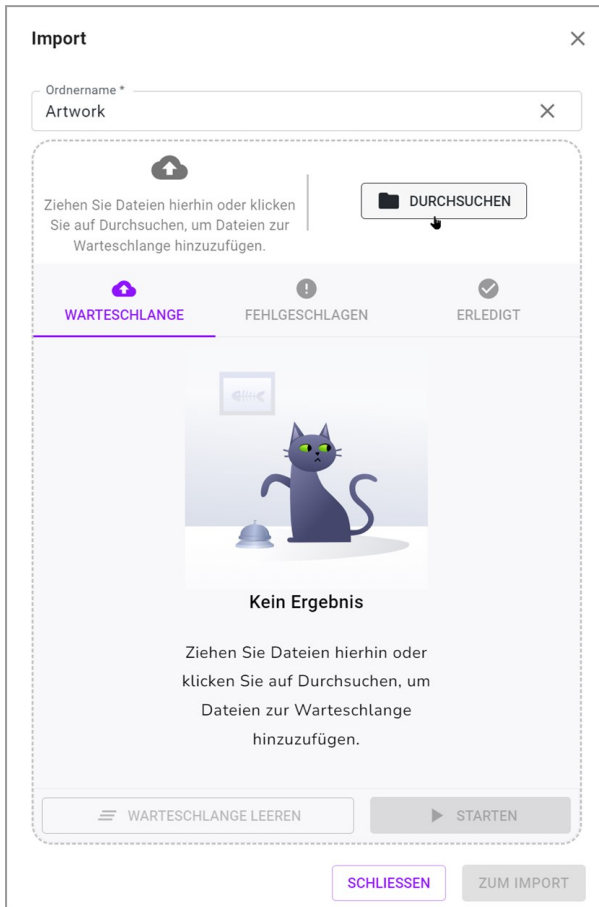 Import
Ordnername *
Artwork
Ziehen Sie Dateien hierhin oder klicken
Sie auf Durchsuchen, um Dateien zur
Warteschlange hinzuzufügen.
DURCHSUCHEN
WARTESCHLANGE
FEHLGESCHLAGEN
ERLEDIGT
Kein Ergebnis
Ziehen Sie Dateien hierhin oder
klicken Sie auf Durchsuchen, um
Dateien zur Warteschlange
hinzuzufügen.
WARTESCHLANGE LEEREN
STARTEN
SCHLIESSEN
ZUM IMPORT